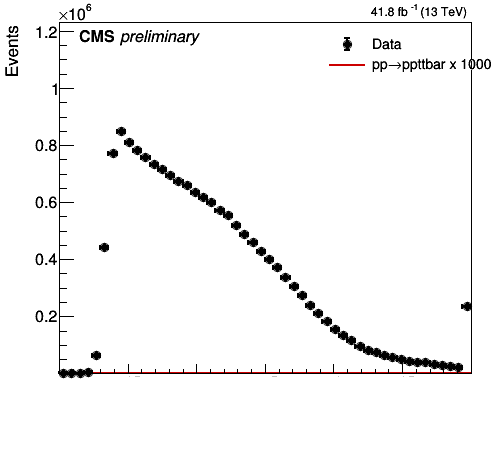 ×10⁶
41.8 fb⁻¹ (13 TeV)
Events
1.2
CMS preliminary
Data
pp→ppttbar x 1000
1
0.8
0.6
0.4
0.2